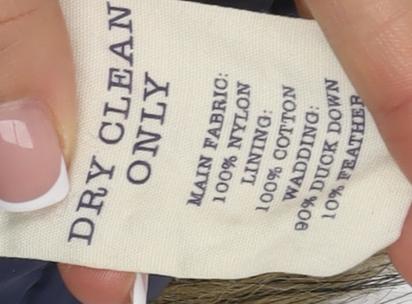 DRY CLEAN
ONLY
MAIN FABRIC:
100% NYLON
LINING:
100% COTTON
WADDING:
90% DUCK DOWN
10% FEATHER